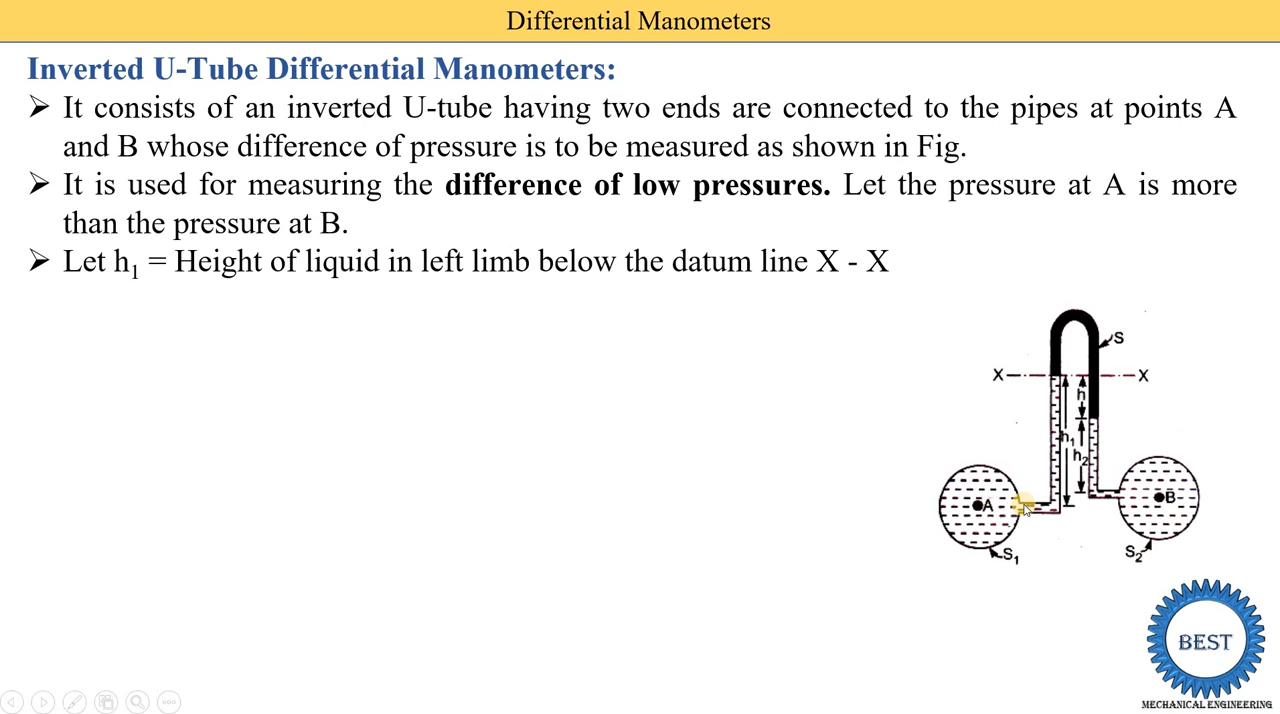 Differential Manometers
Inverted U-Tube Differential Manometers:
➢ It consists of an inverted U-tube having two ends are connected to the pipes at points A
and B whose difference of pressure is to be measured as shown in Fig.
➢ It is used for measuring the difference of low pressures. Let the pressure at A is more
than the pressure at B.
➢ Let h₁ = Height of liquid in left limb below the datum line X - X
S
X X
h
h₁
h₂
A B
S₁ S₂
BEST
MECHANICAL ENGINEERING